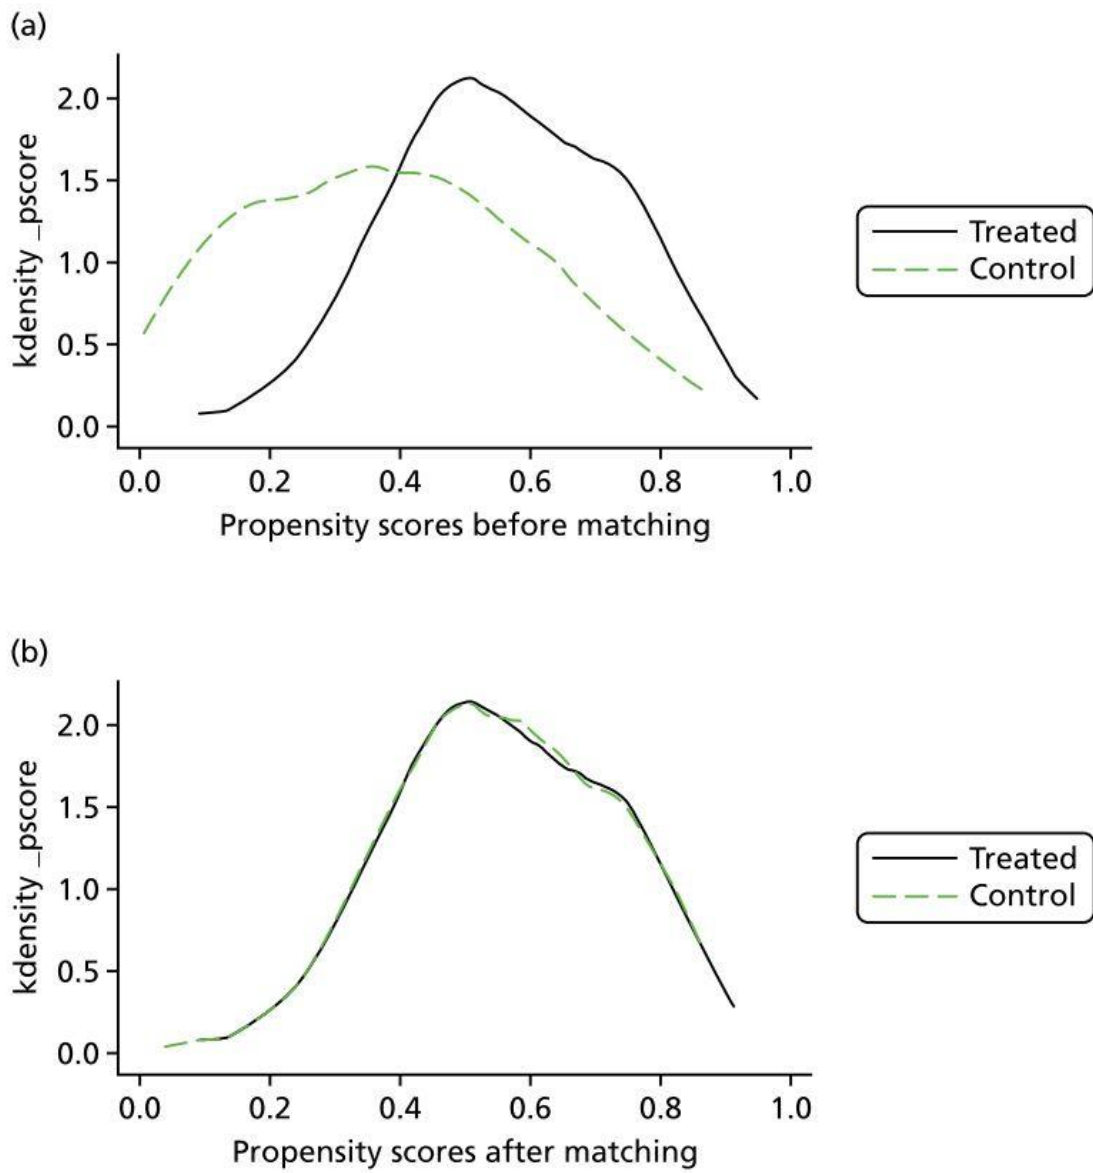 (a)
kdensity _pscore
2.0
1.5
1.0
0.5
0.0
0.0 0.2 0.4 0.6 0.8 1.0
Propensity scores before matching
Treated
Control
(b)
kdensity _pscore
2.0
1.5
1.0
0.5
0.0
0.0 0.2 0.4 0.6 0.8 1.0
Propensity scores after matching
Treated
Control